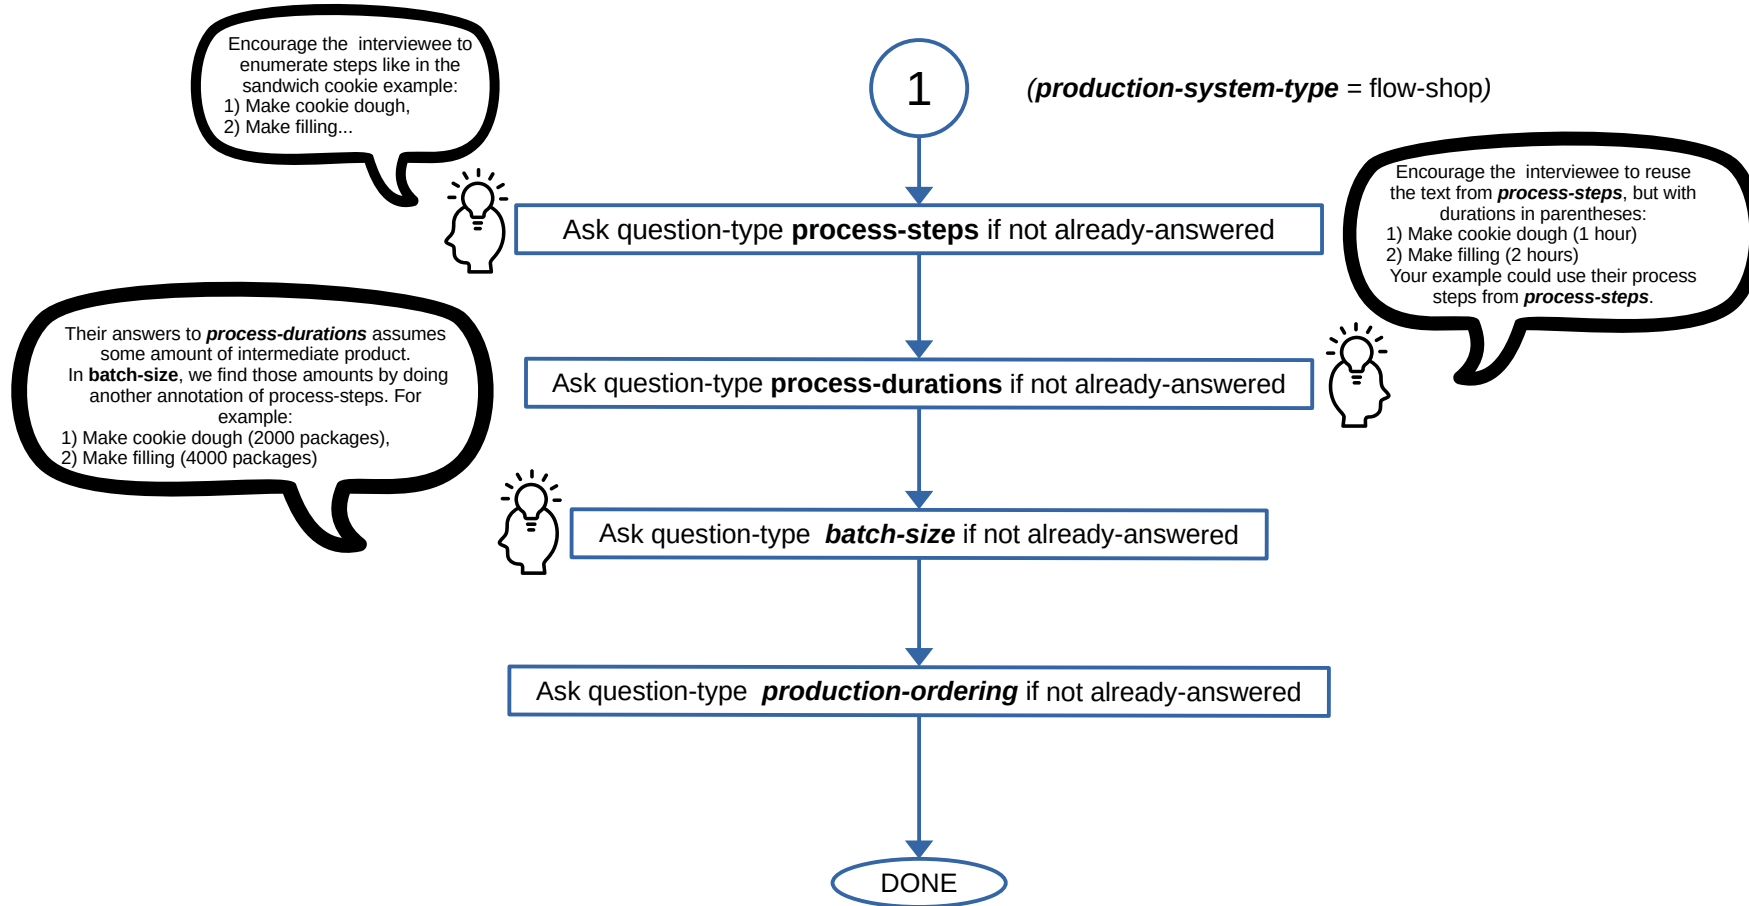 Encourage the  interviewee to
enumerate steps like in the
sandwich cookie example:
1) Make cookie dough,
2) Make filling...
1
(production-system-type = flow-shop)
Encourage the  interviewee to reuse
the text from process-steps, but with
durations in parentheses:
1) Make cookie dough (1 hour)
2) Make filling (2 hours)
Your example could use their process
steps from process-steps.
Ask question-type process-steps if not already-answered
Their answers to process-durations assumes
some amount of intermediate product.
In batch-size, we find those amounts by doing
another annotation of process-steps. For
example:
1) Make cookie dough (2000 packages),
2) Make filling (4000 packages)
Ask question-type process-durations if not already-answered
Ask question-type  batch-size if not already-answered
Ask question-type  production-ordering if not already-answered
DONE